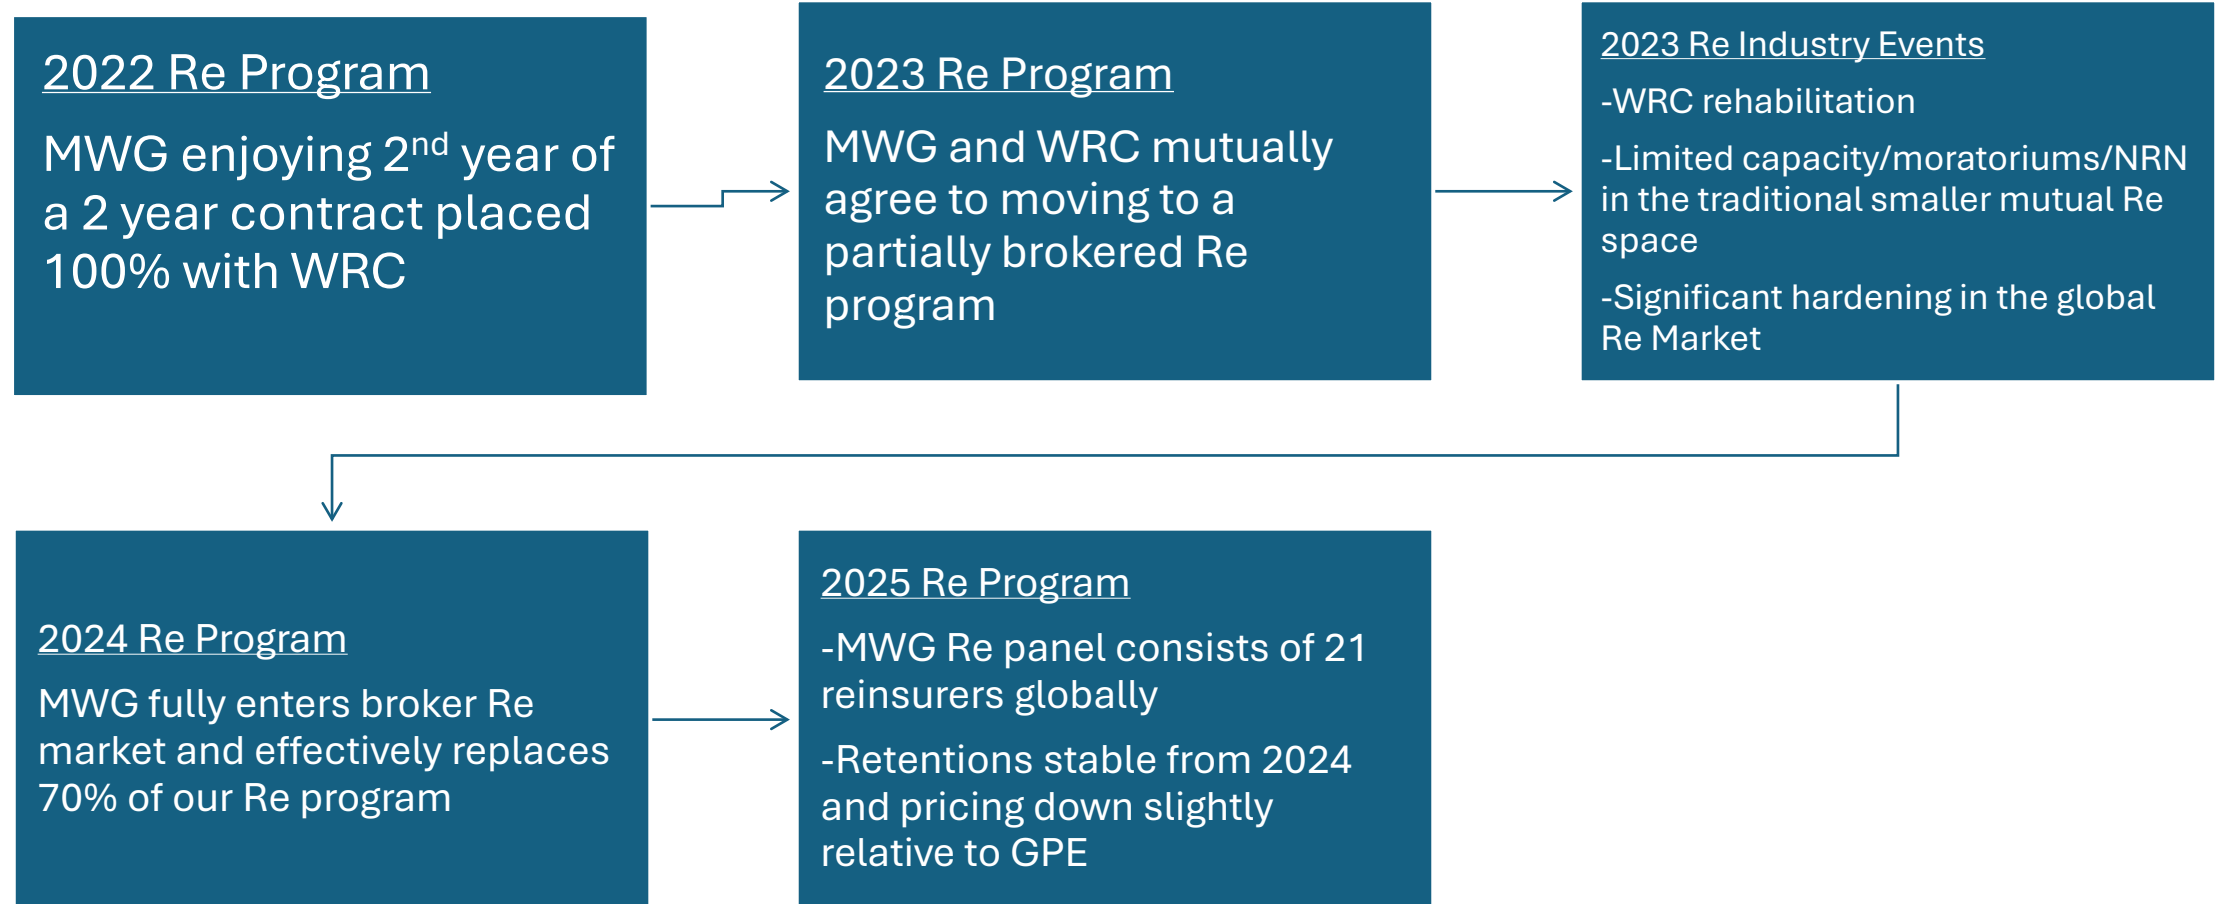 2022 Re Program
MWG enjoying 2nd year of
a 2 year contract placed
100% with WRC
2023 Re Program
MWG and WRC mutually
agree to moving to a
partially brokered Re
program
2023 Re Industry Events
-WRC rehabilitation
-Limited capacity/moratoriums/NRN
in the traditional smaller mutual Re
space
-Significant hardening in the global
Re Market
2024 Re Program
MWG fully enters broker Re
market and effectively replaces
70% of our Re program
2025 Re Program
-MWG Re panel consists of 21
reinsurers globally
-Retentions stable from 2024
and pricing down slightly
relative to GPE